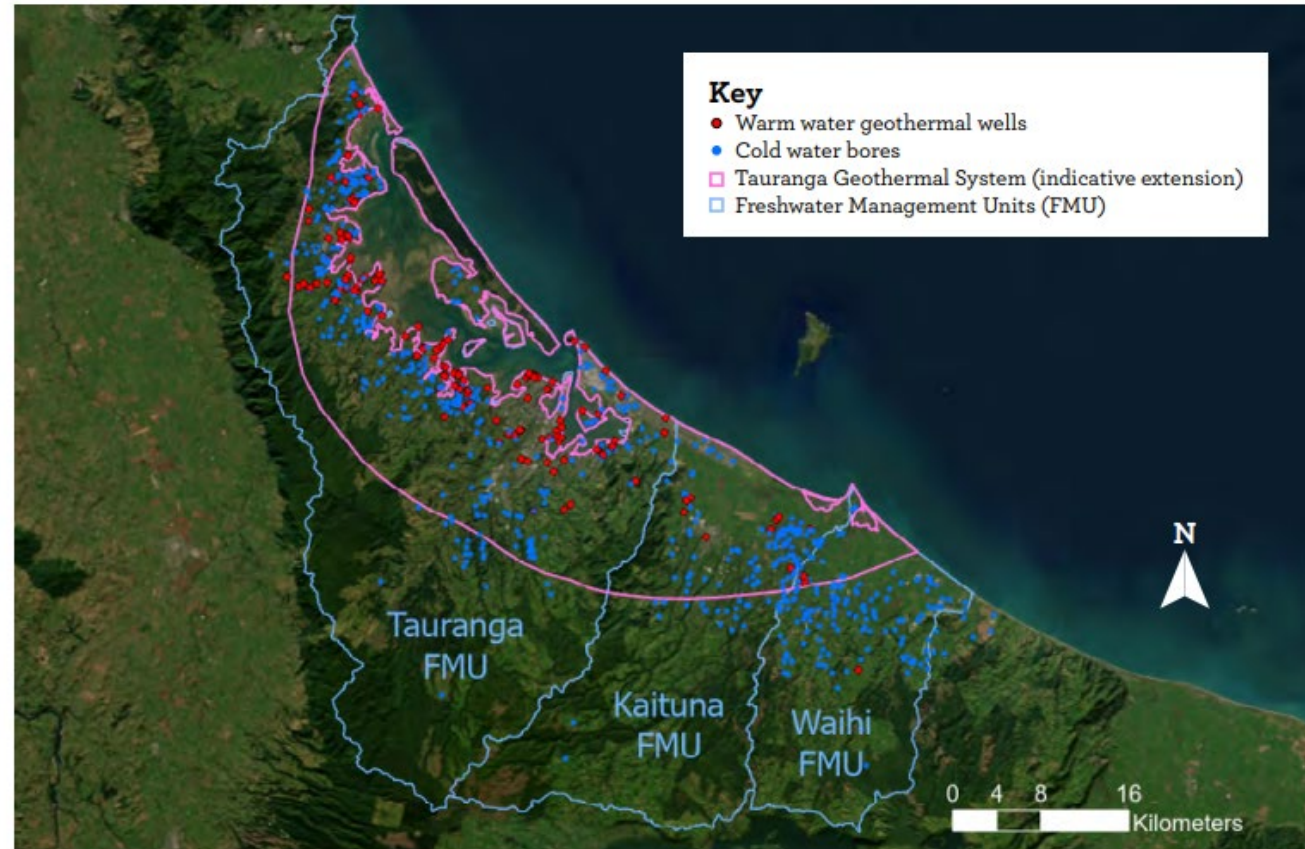 Key
Warm water geothermal wells
Cold water bores
Tauranga Geothermal System (indicative extension)
Freshwater Management Units (FMU)
N
Tauranga
FMU
Kaituna
FMU
Waihi
FMU
0 4 8 16
Kilometers